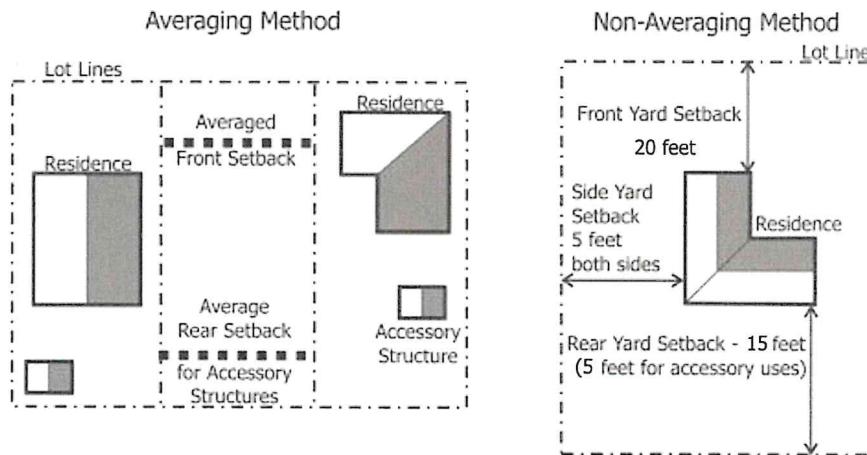 Averaging Method
Lot Lines
Residence
Averaged
Front Setback
Residence
Average
Rear Setback
for Accessory
Structures
Accessory
Structure
Non-Averaging Method
Lot Line
Front Yard Setback
20 feet
Side Yard
Setback
5 feet
both sides
Residence
Rear Yard Setback - 15 feet
(5 feet for accessory uses)